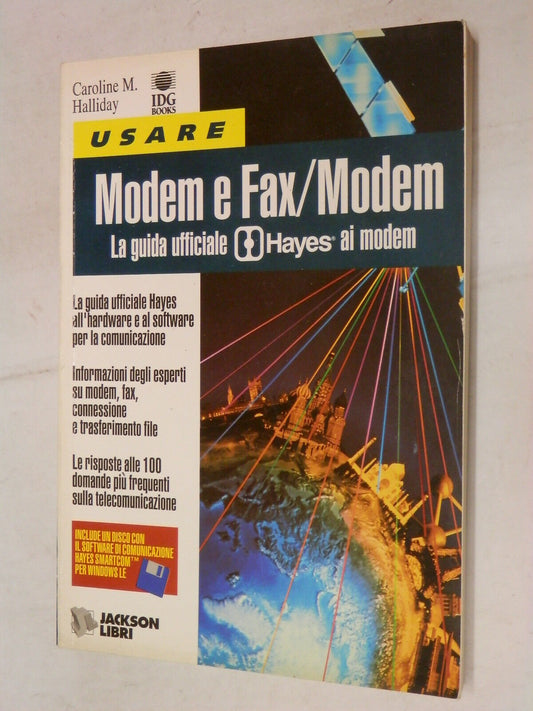 Caroline M.
Halliday
IDG
BOOKS
USARE
Modem e Fax/Modem
La guida ufficiale Hayes® ai modem
La guida ufficiale Hayes
all'hardware e al software
per la comunicazione
Informazioni degli esperti
su modem, fax,
connessione
e trasferimento file
Le risposte alle 100
domande più frequenti
sulla telecomunicazione
INCLUDE UN DISCO CON
IL SOFTWARE DI COMUNICAZIONE
HAYES SMARTCOM™
PER WINDOWS LE
JACKSON
LIBRI